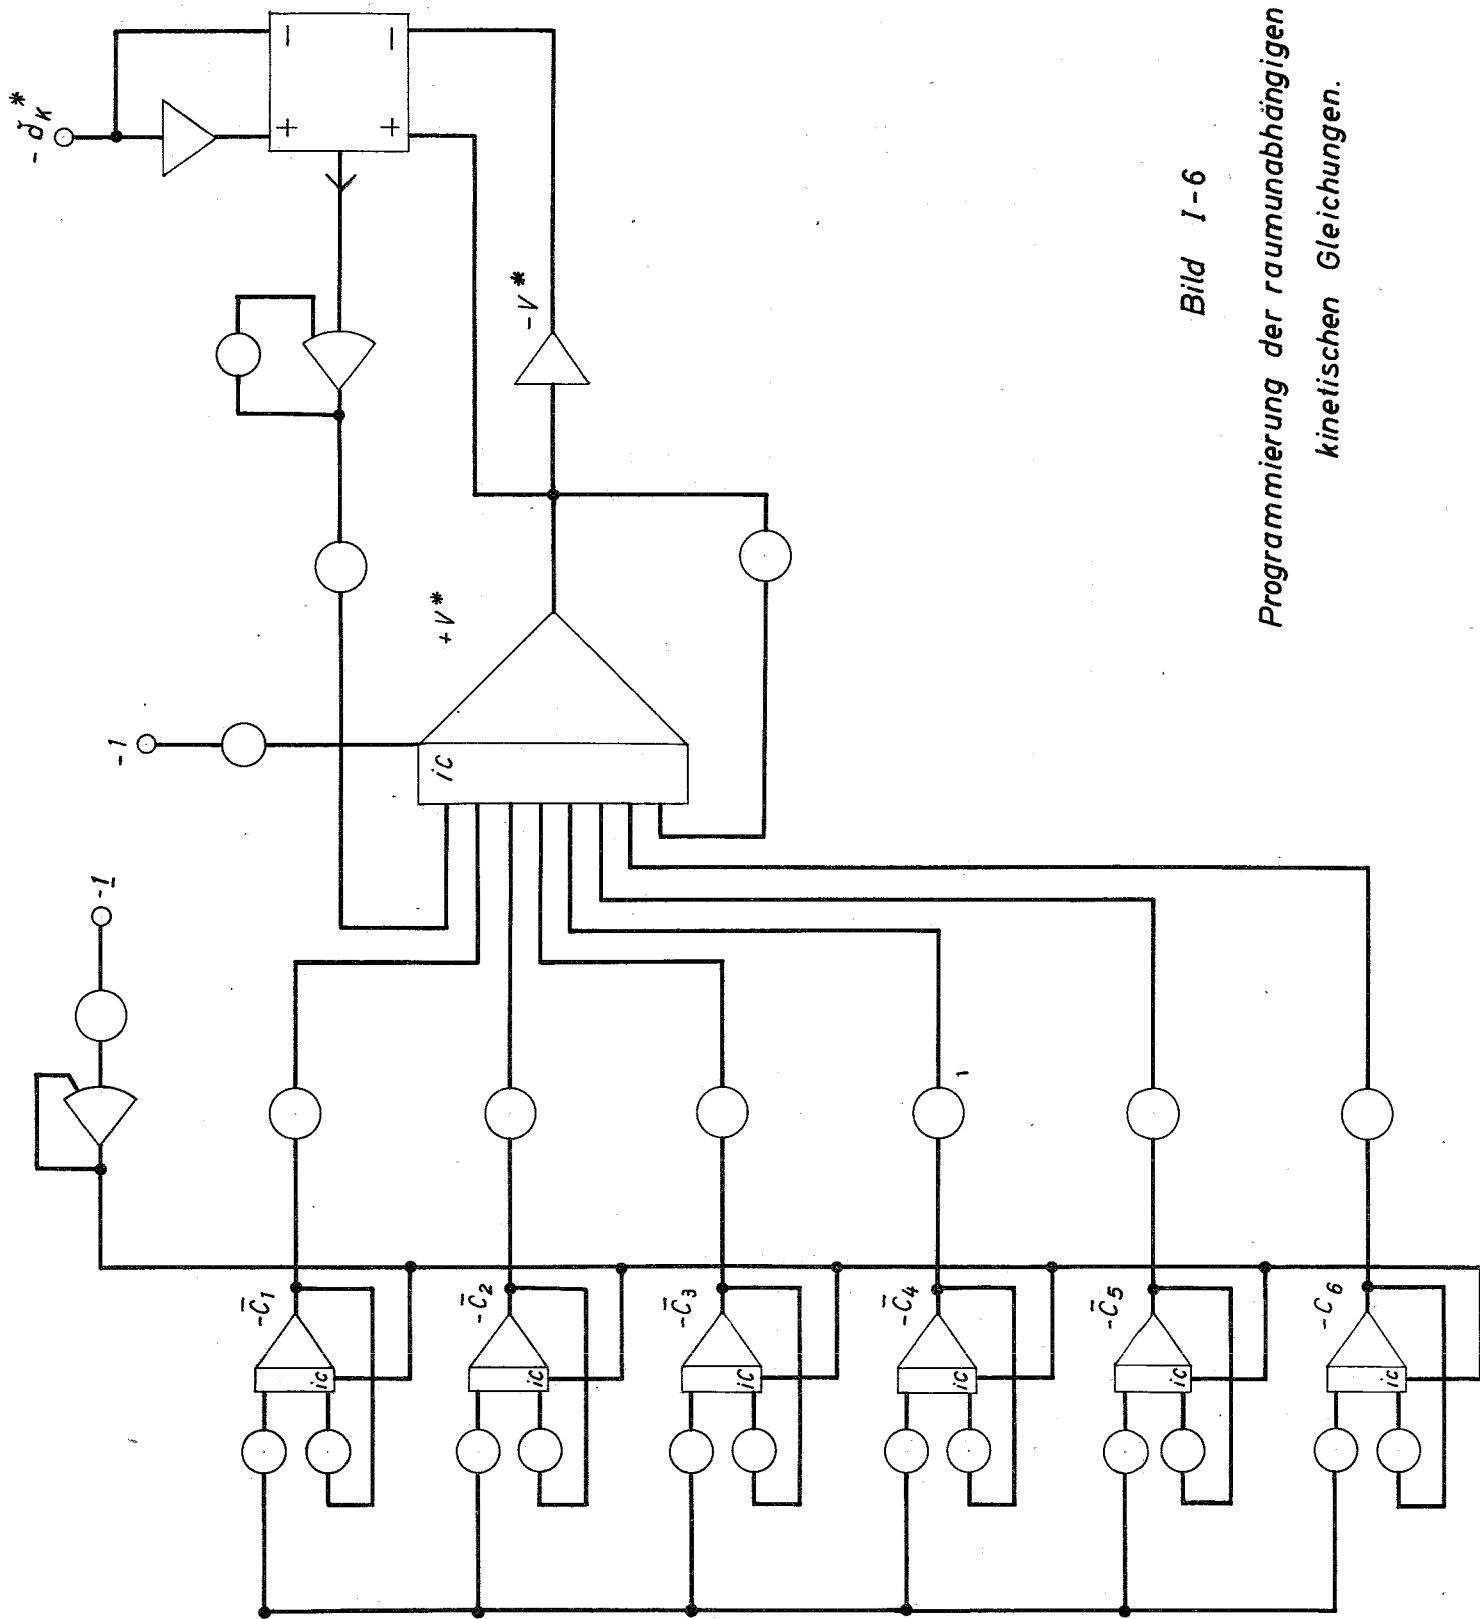 -δ_K*
-
-
+
+
-V*
+V*
-1
ic
-1
-C̄1
ic
-C̄2
ic
-C̄3
ic
-C̄4
ic
-C̄5
ic
-C6
ic
Bild I-6
Programmierung der raumunabhängigen
kinetischen Gleichungen.